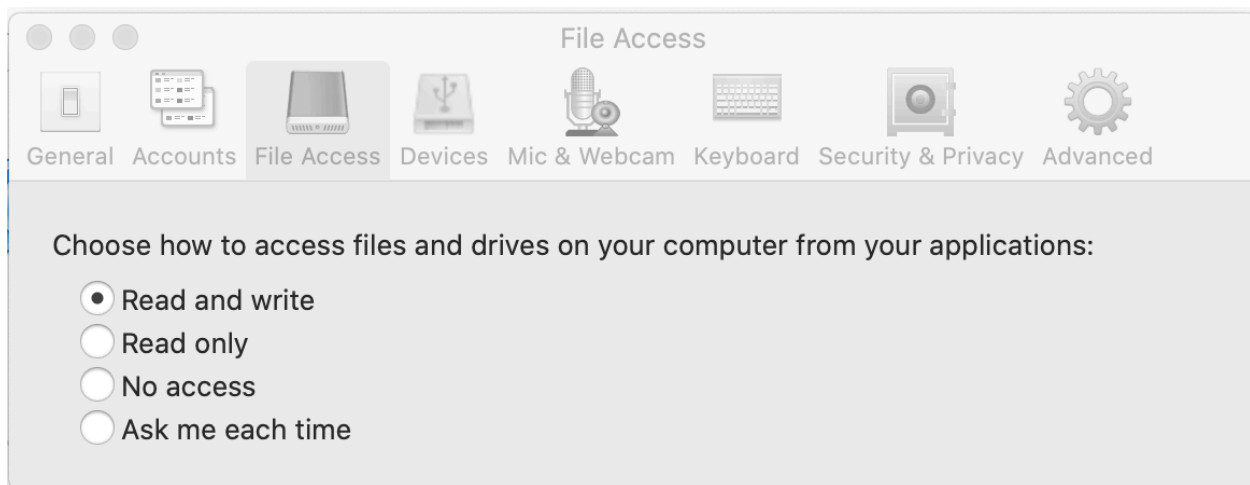 File Access
General Accounts File Access Devices Mic & Webcam Keyboard Security & Privacy Advanced
Choose how to access files and drives on your computer from your applications:
Read and write
Read only
No access
Ask me each time